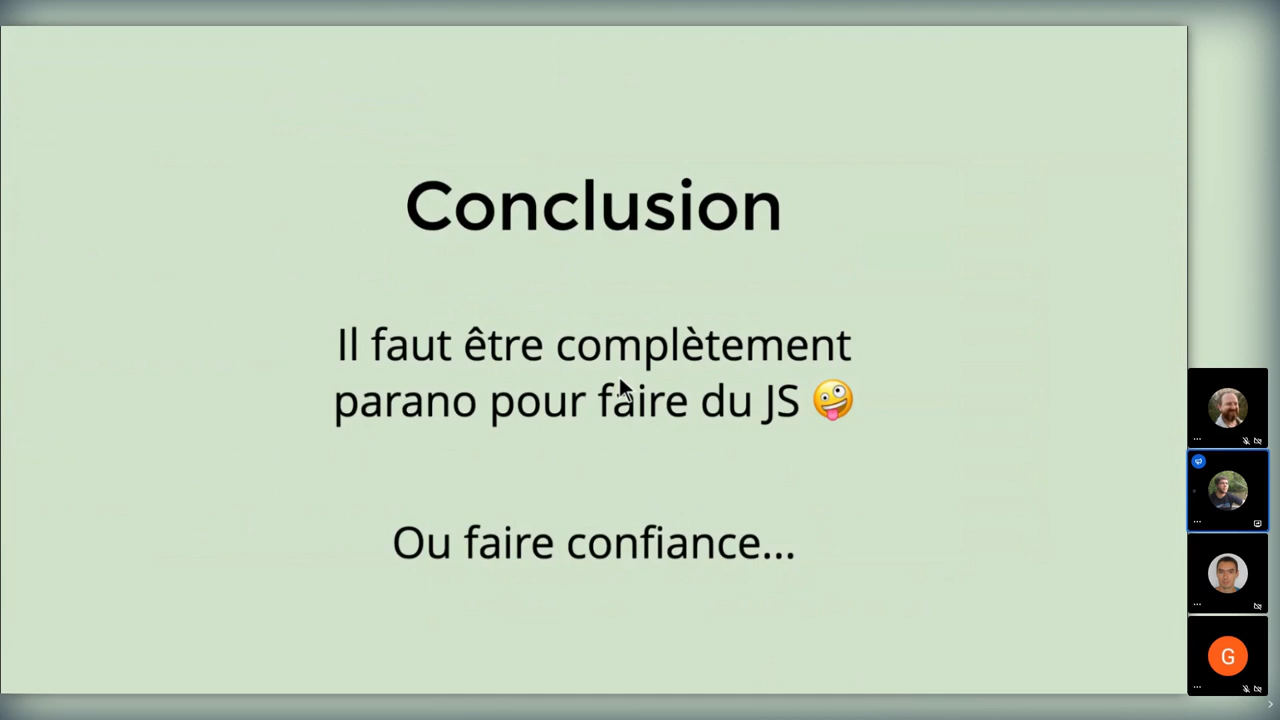 Conclusion
Il faut être complètement
parano pour faire du JS 🤪
Ou faire confiance...
G